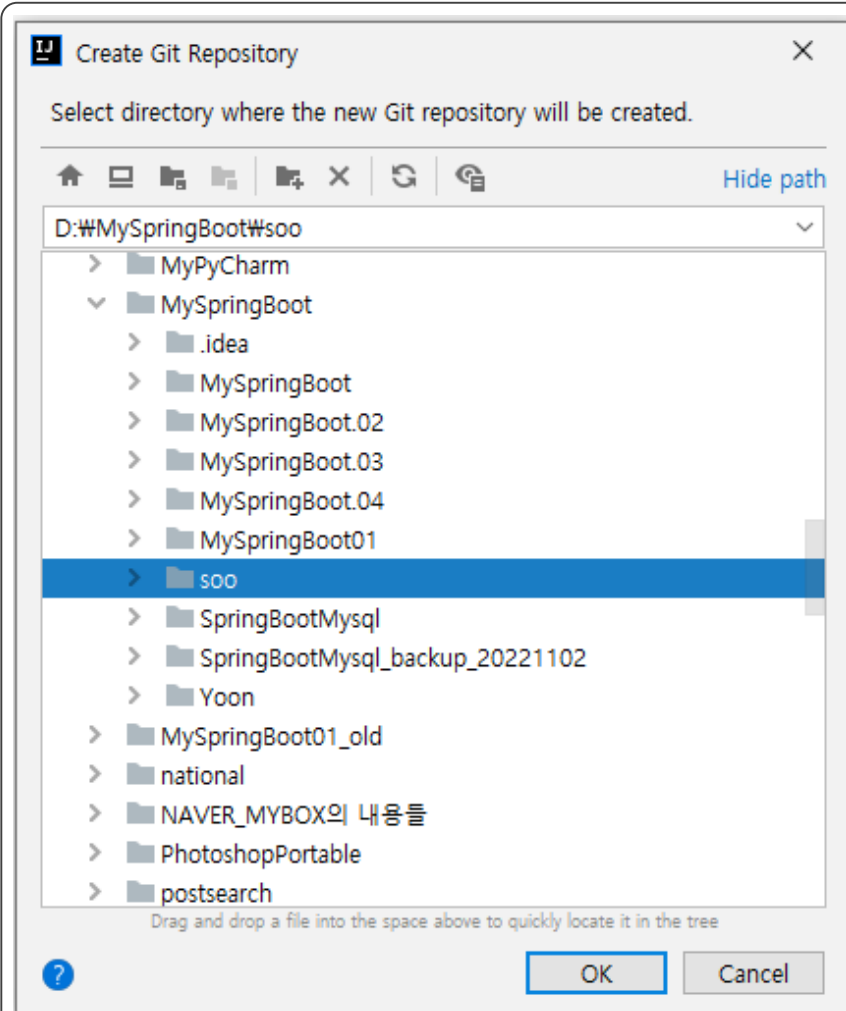 IJ
Create Git Repository
Select directory where the new Git repository will be created.
Hide path
D:₩MySpringBoot₩soo
MyPyCharm
MySpringBoot
.idea
MySpringBoot
MySpringBoot.02
MySpringBoot.03
MySpringBoot.04
MySpringBoot01
soo
SpringBootMysql
SpringBootMysql_backup_20221102
Yoon
MySpringBoot01_old
national
NAVER_MYBOX의 내용들
PhotoshopPortable
postsearch
Drag and drop a file into the space above to quickly locate it in the tree
? OK Cancel